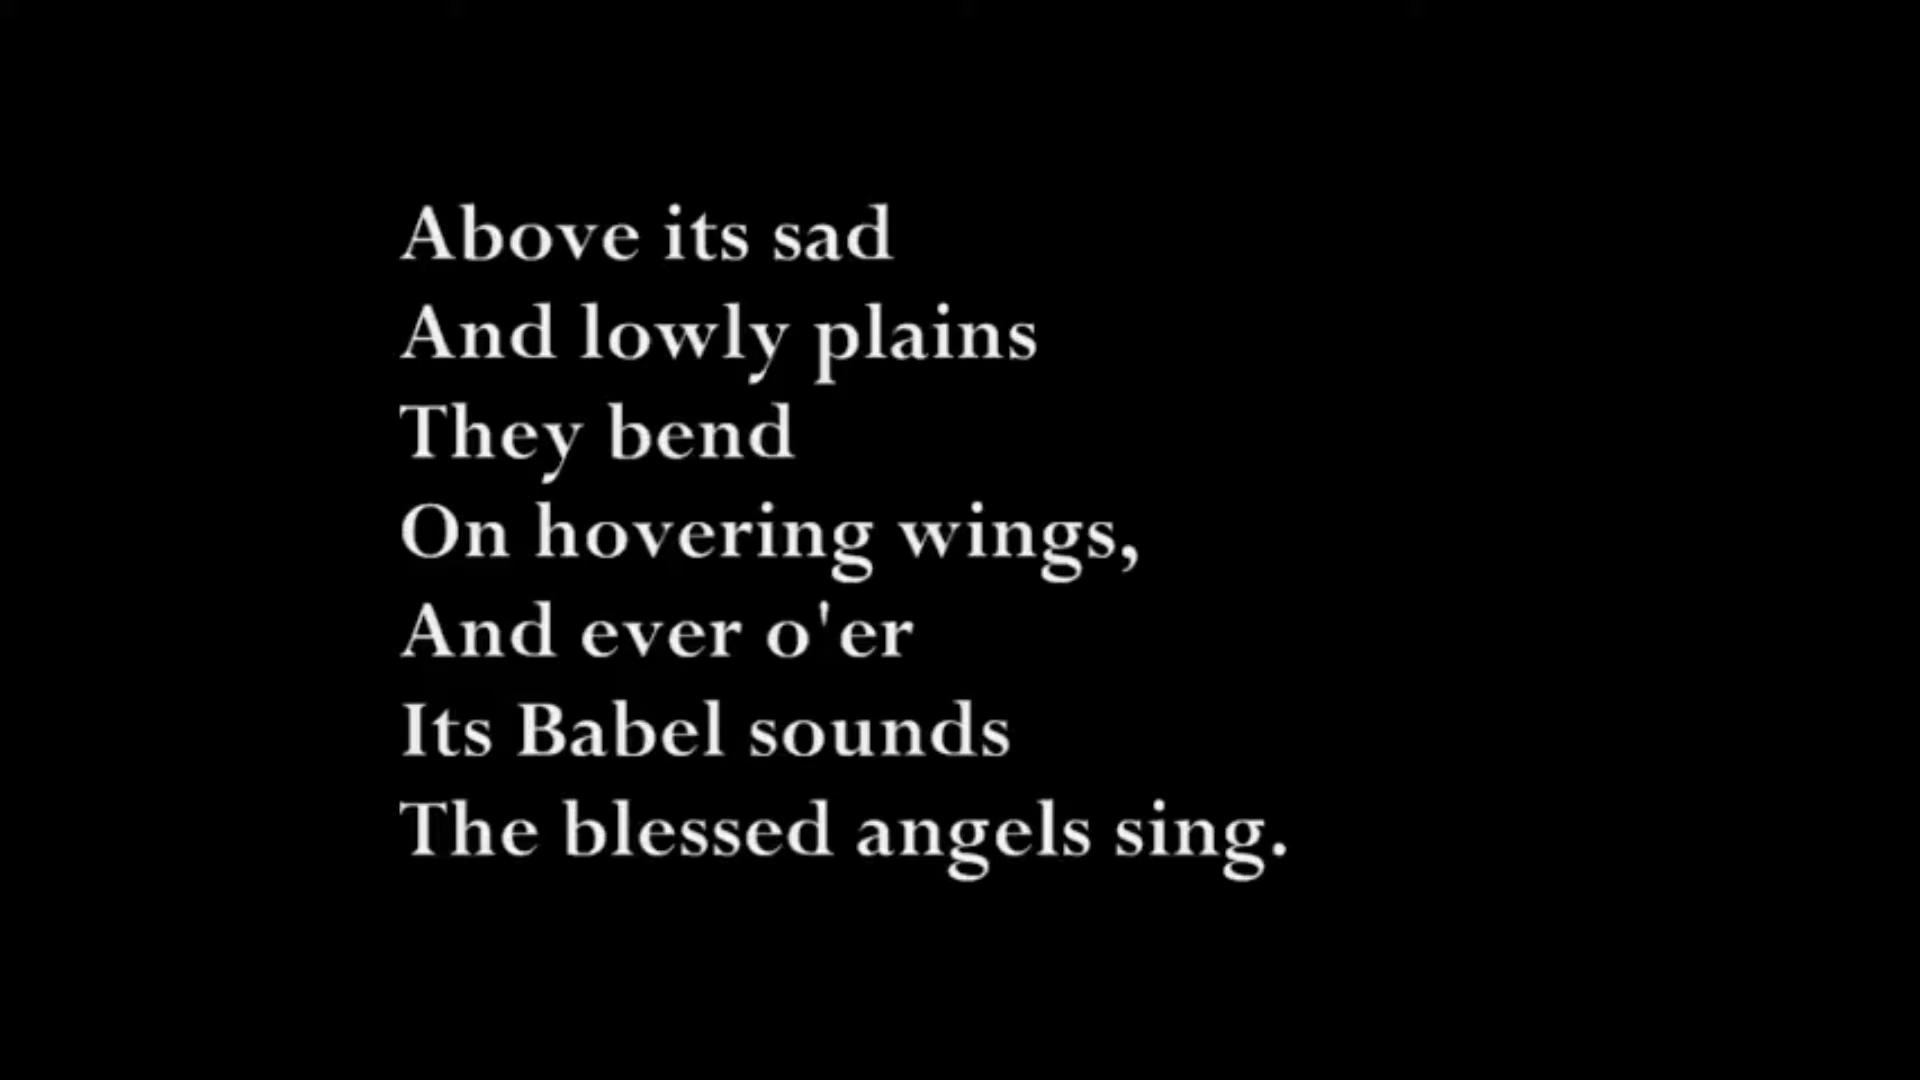 Above its sad
And lowly plains
They bend
On hovering wings,
And ever o'er
Its Babel sounds
The blessed angels sing.